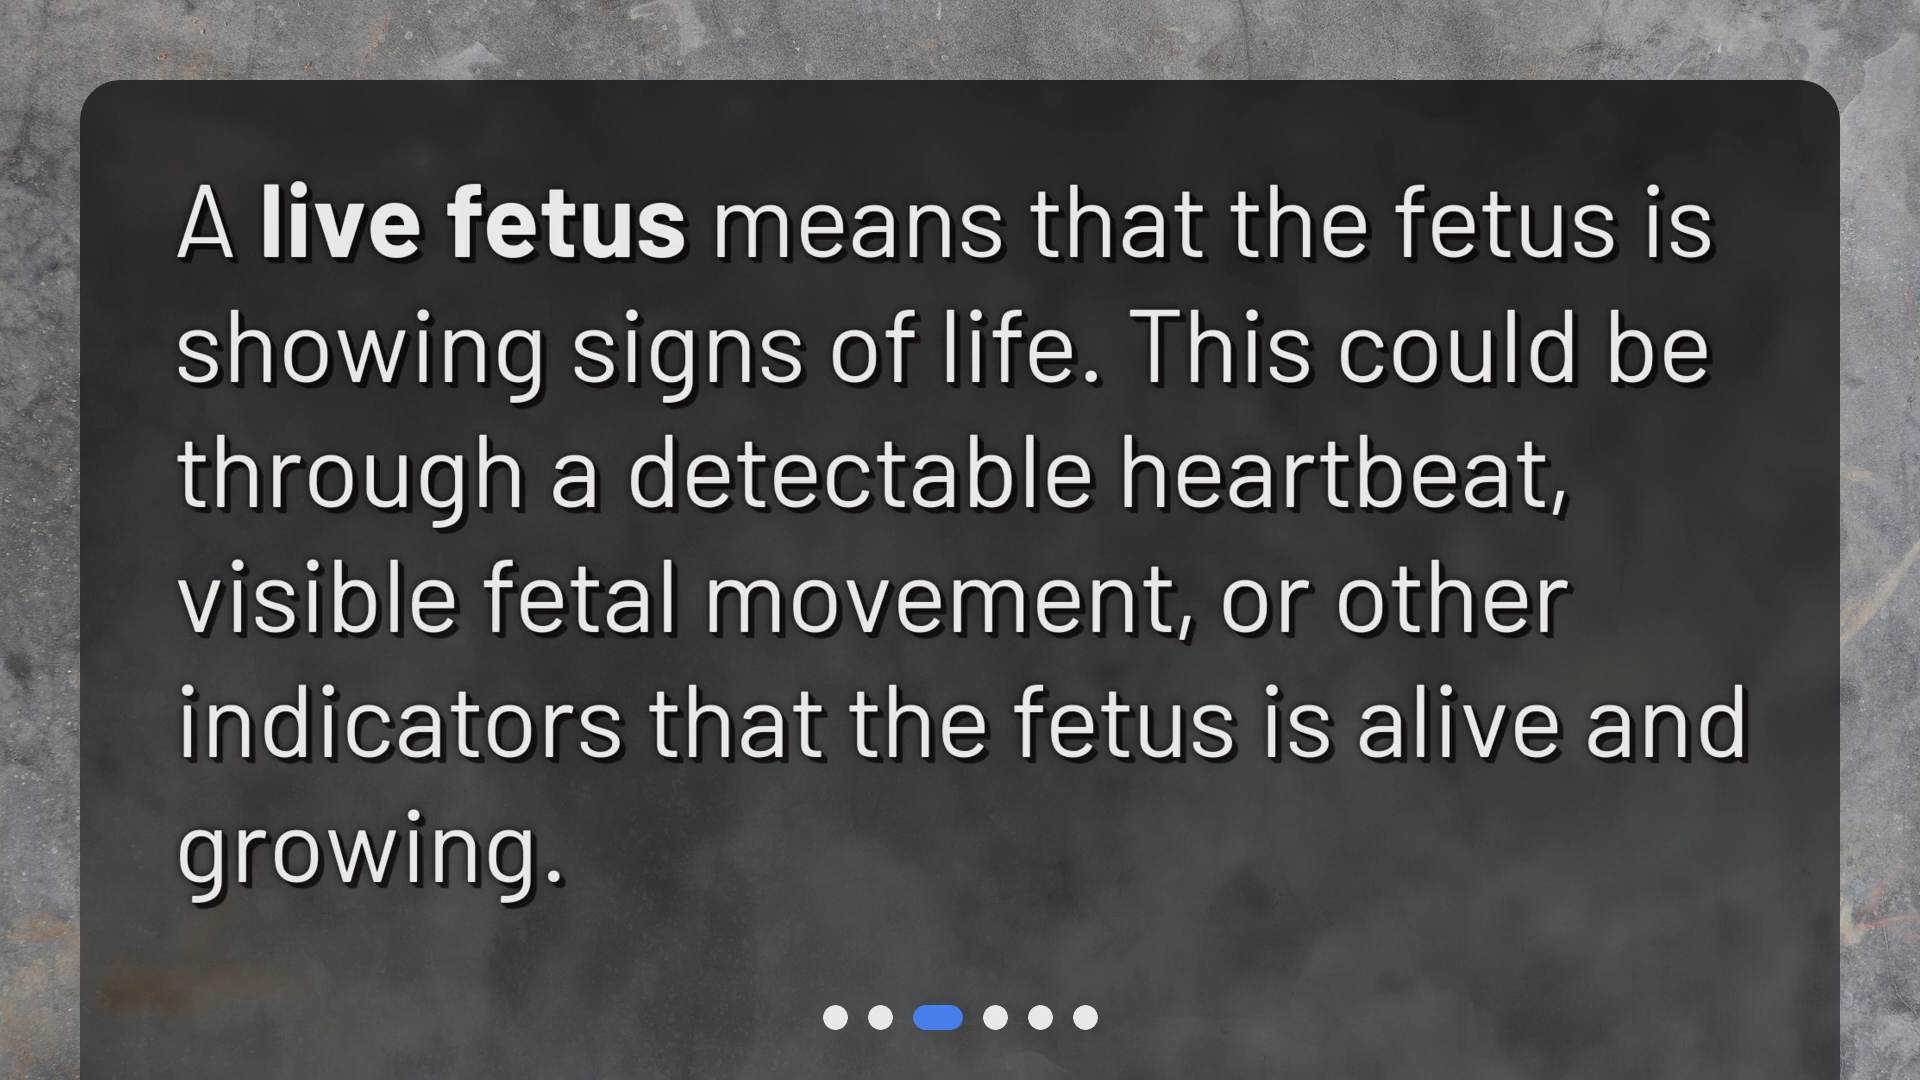 A live fetus means that the fetus is
showing signs of life. This could be
through a detectable heartbeat,
visible fetal movement, or other
indicators that the fetus is alive and
growing.